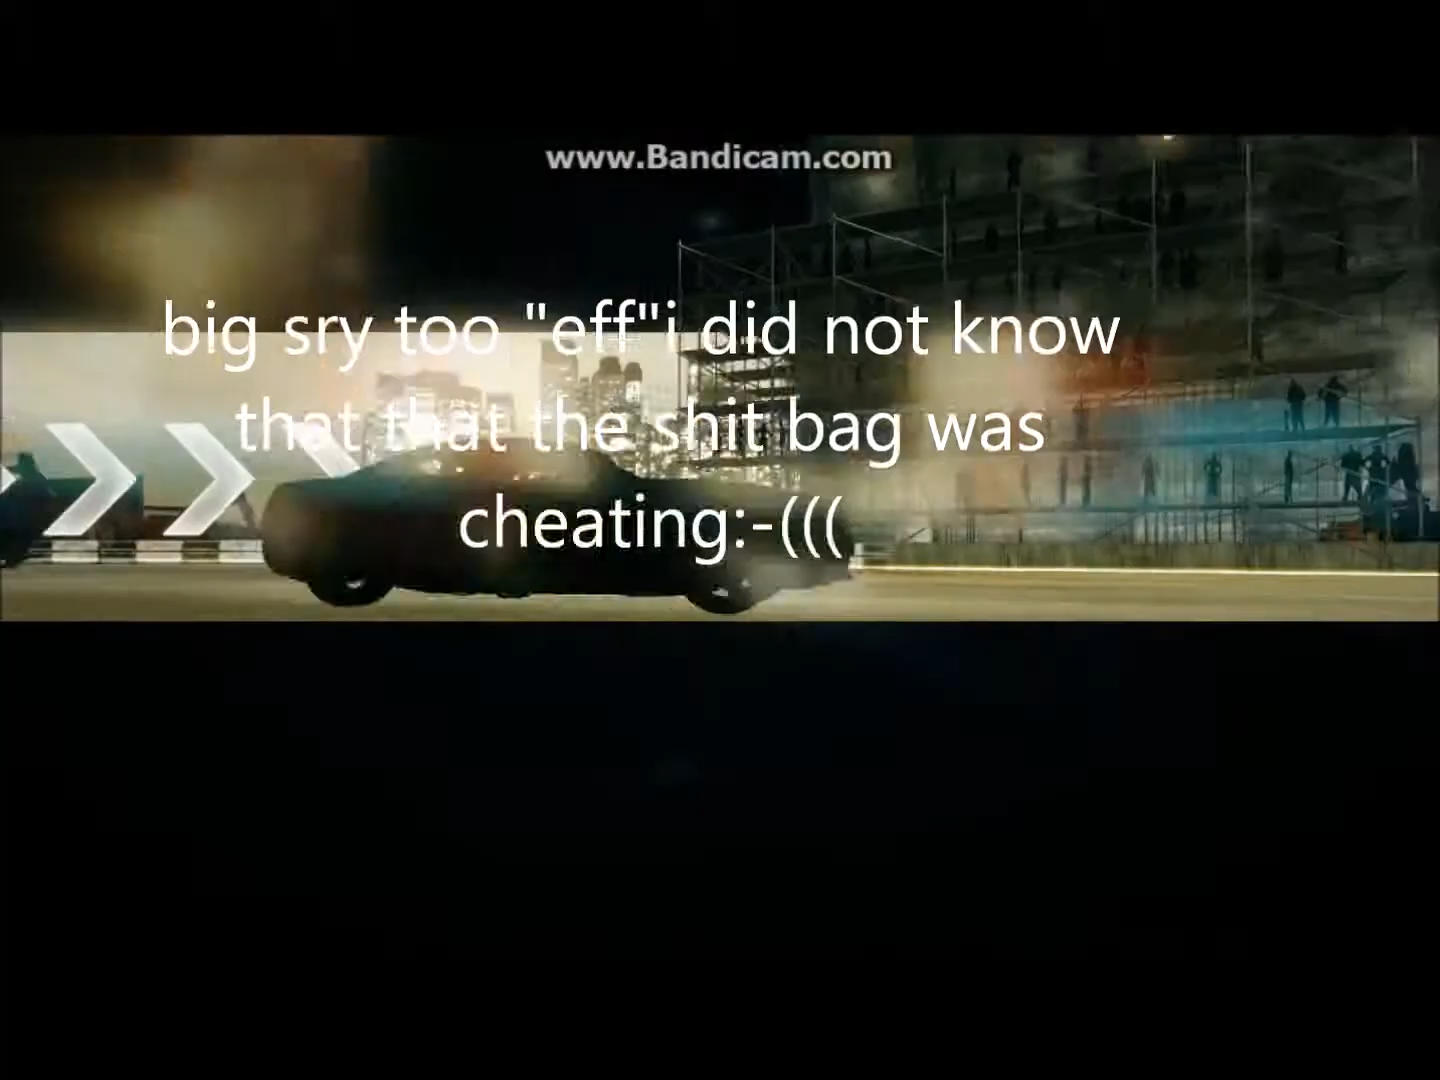 www.Bandicam.com
big sry too "eff"i did not know
that that the shit bag was
cheating:-(((